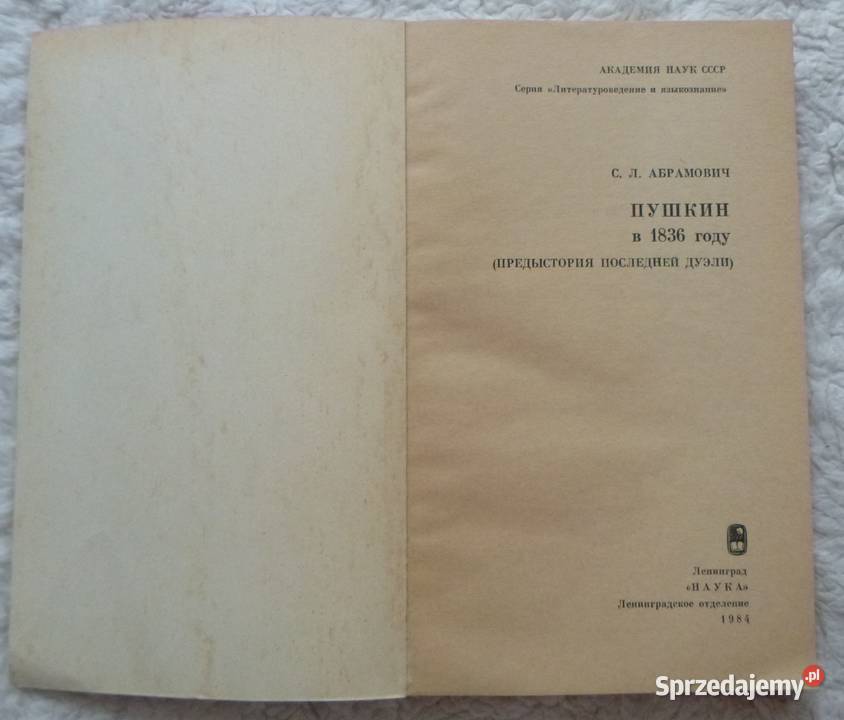 АКАДЕМИЯ НАУК СССР
Серия «Литературоведение и языкознание»
С. Л. АБРАМОВИЧ
ПУШКИН
в 1836 году
(ПРЕДЫСТОРИЯ ПОСЛЕДНЕЙ ДУЭЛИ)
Ленинград
«НАУКА»
Ленинградское отделение
1984
Sprzedajemy.pl